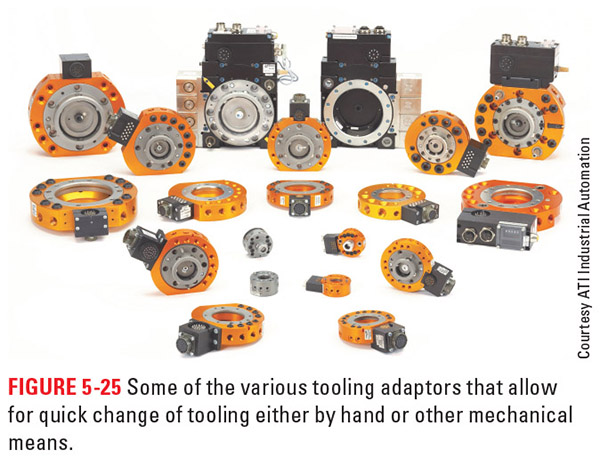 Courtesy ATI Industrial Automation
FIGURE 5-25 Some of the various tooling adaptors that allow
for quick change of tooling either by hand or other mechanical
means.